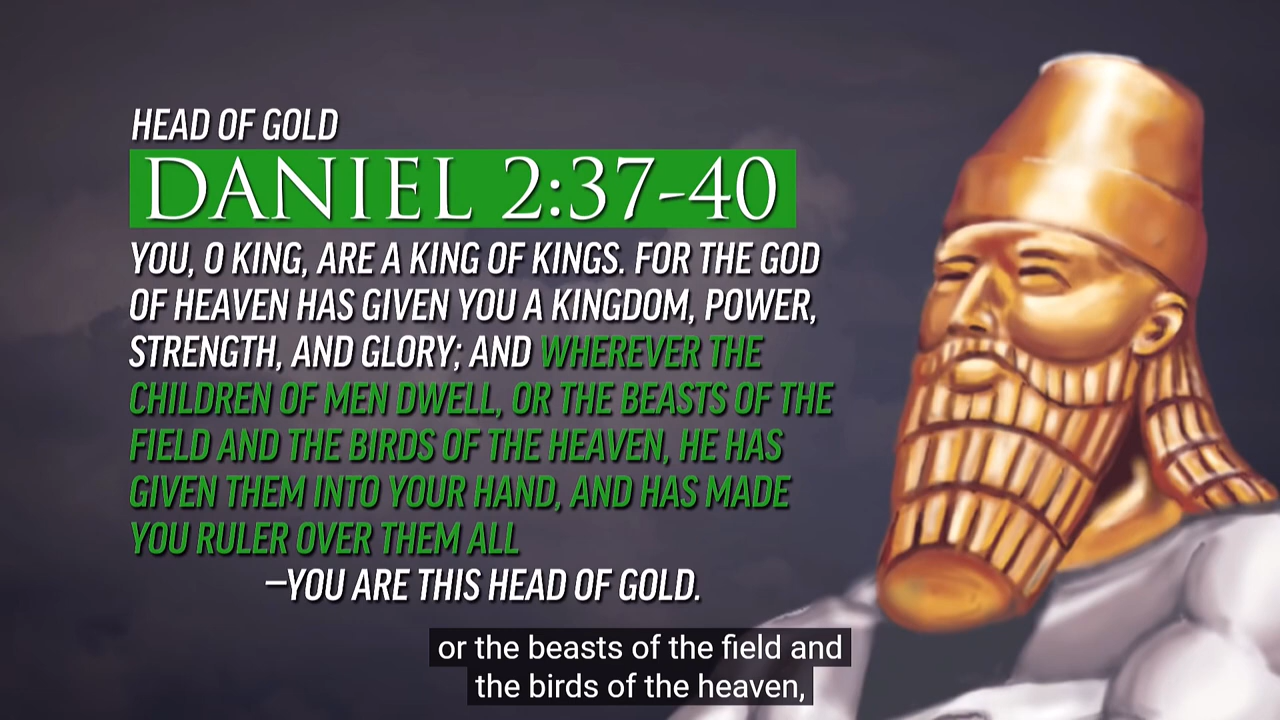 HEAD OF GOLD
DANIEL 2:37-40
YOU, O KING, ARE A KING OF KINGS. FOR THE GOD
OF HEAVEN HAS GIVEN YOU A KINGDOM, POWER,
STRENGTH, AND GLORY; AND WHEREVER THE
CHILDREN OF MEN DWELL, OR THE BEASTS OF THE
FIELD AND THE BIRDS OF THE HEAVEN, HE HAS
GIVEN THEM INTO YOUR HAND, AND HAS MADE
YOU RULER OVER THEM ALL
–YOU ARE THIS HEAD OF GOLD.
or the beasts of the field and
the birds of the heaven,